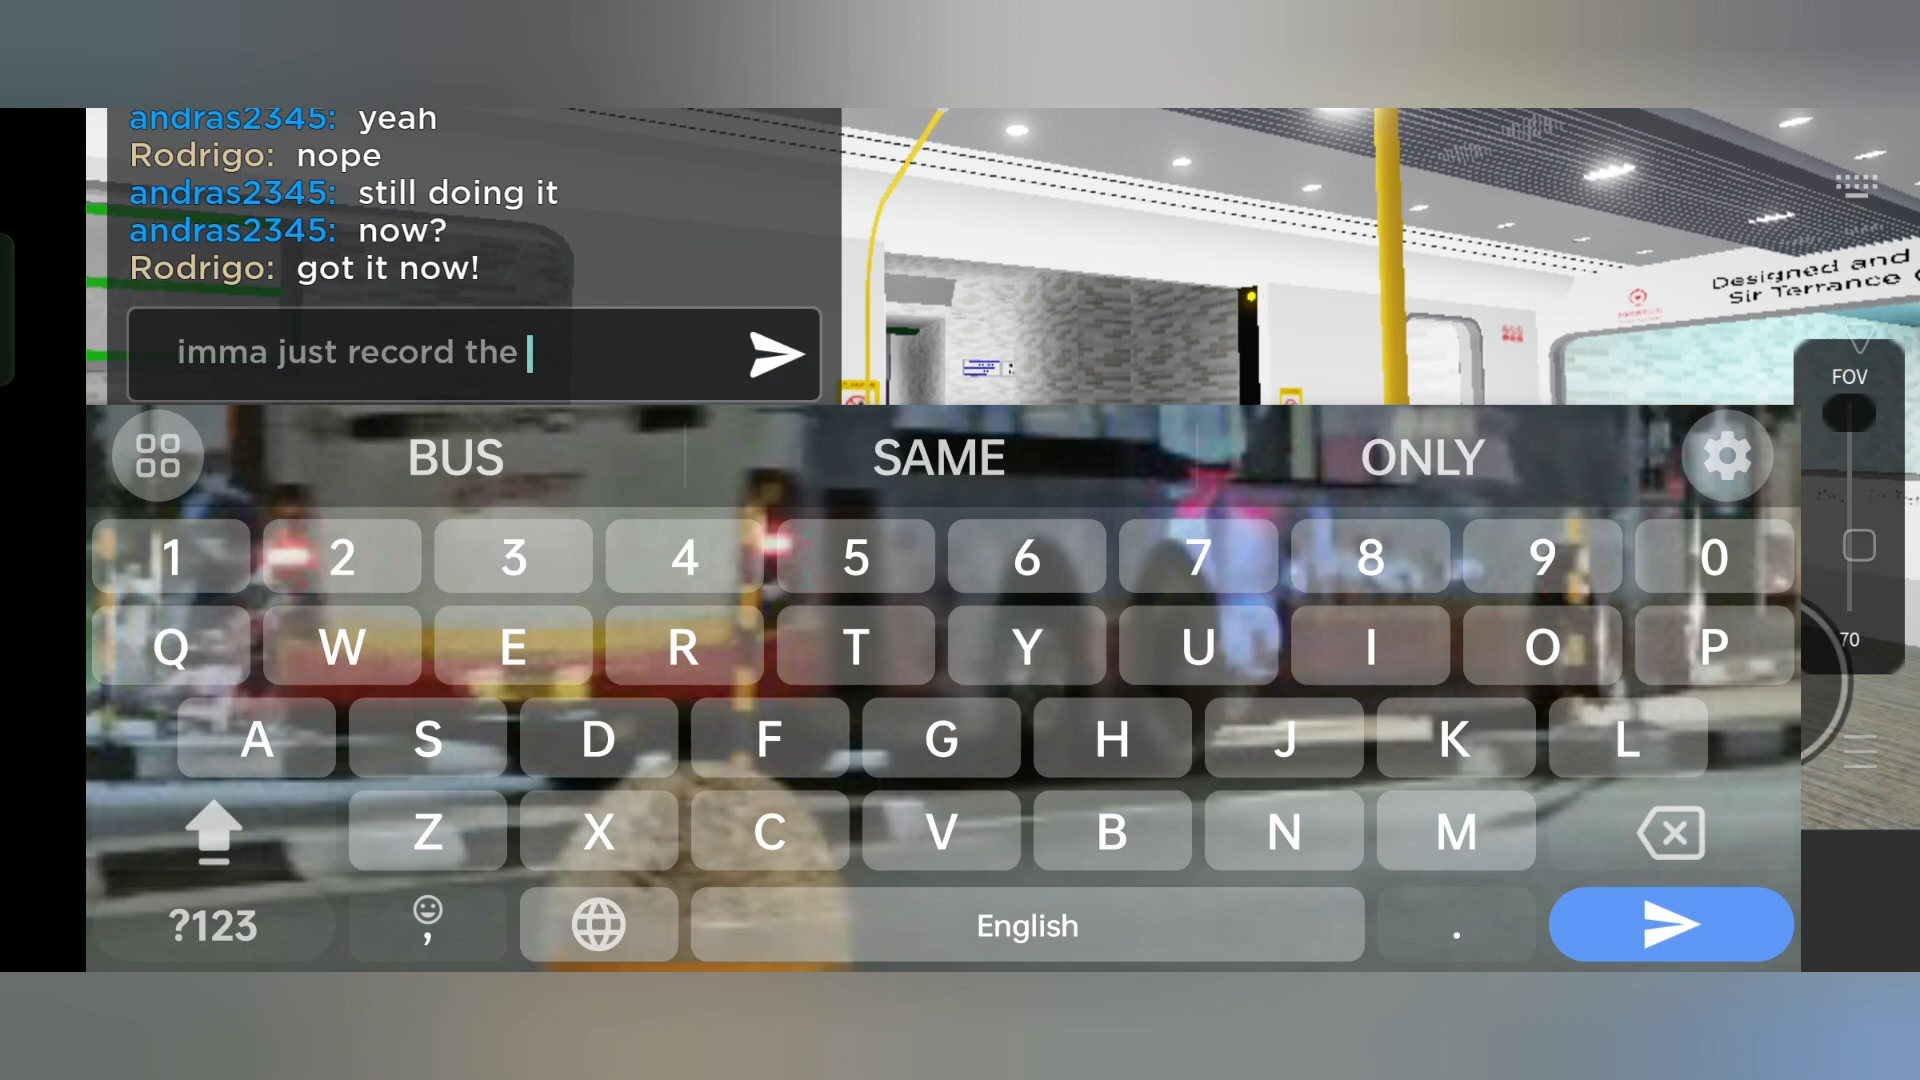 andras2345: yeah
Rodrigo: nope
andras2345: still doing it
andras2345: now?
Rodrigo: got it now!
imma just record the
Designed and
Sir Terrance
FOV
70
BUS SAME ONLY
1 2 3 4 5 6 7 8 9 0
Q W E R T Y U I O P
A S D F G H J K L
Z X C V B N M
?123 , English .